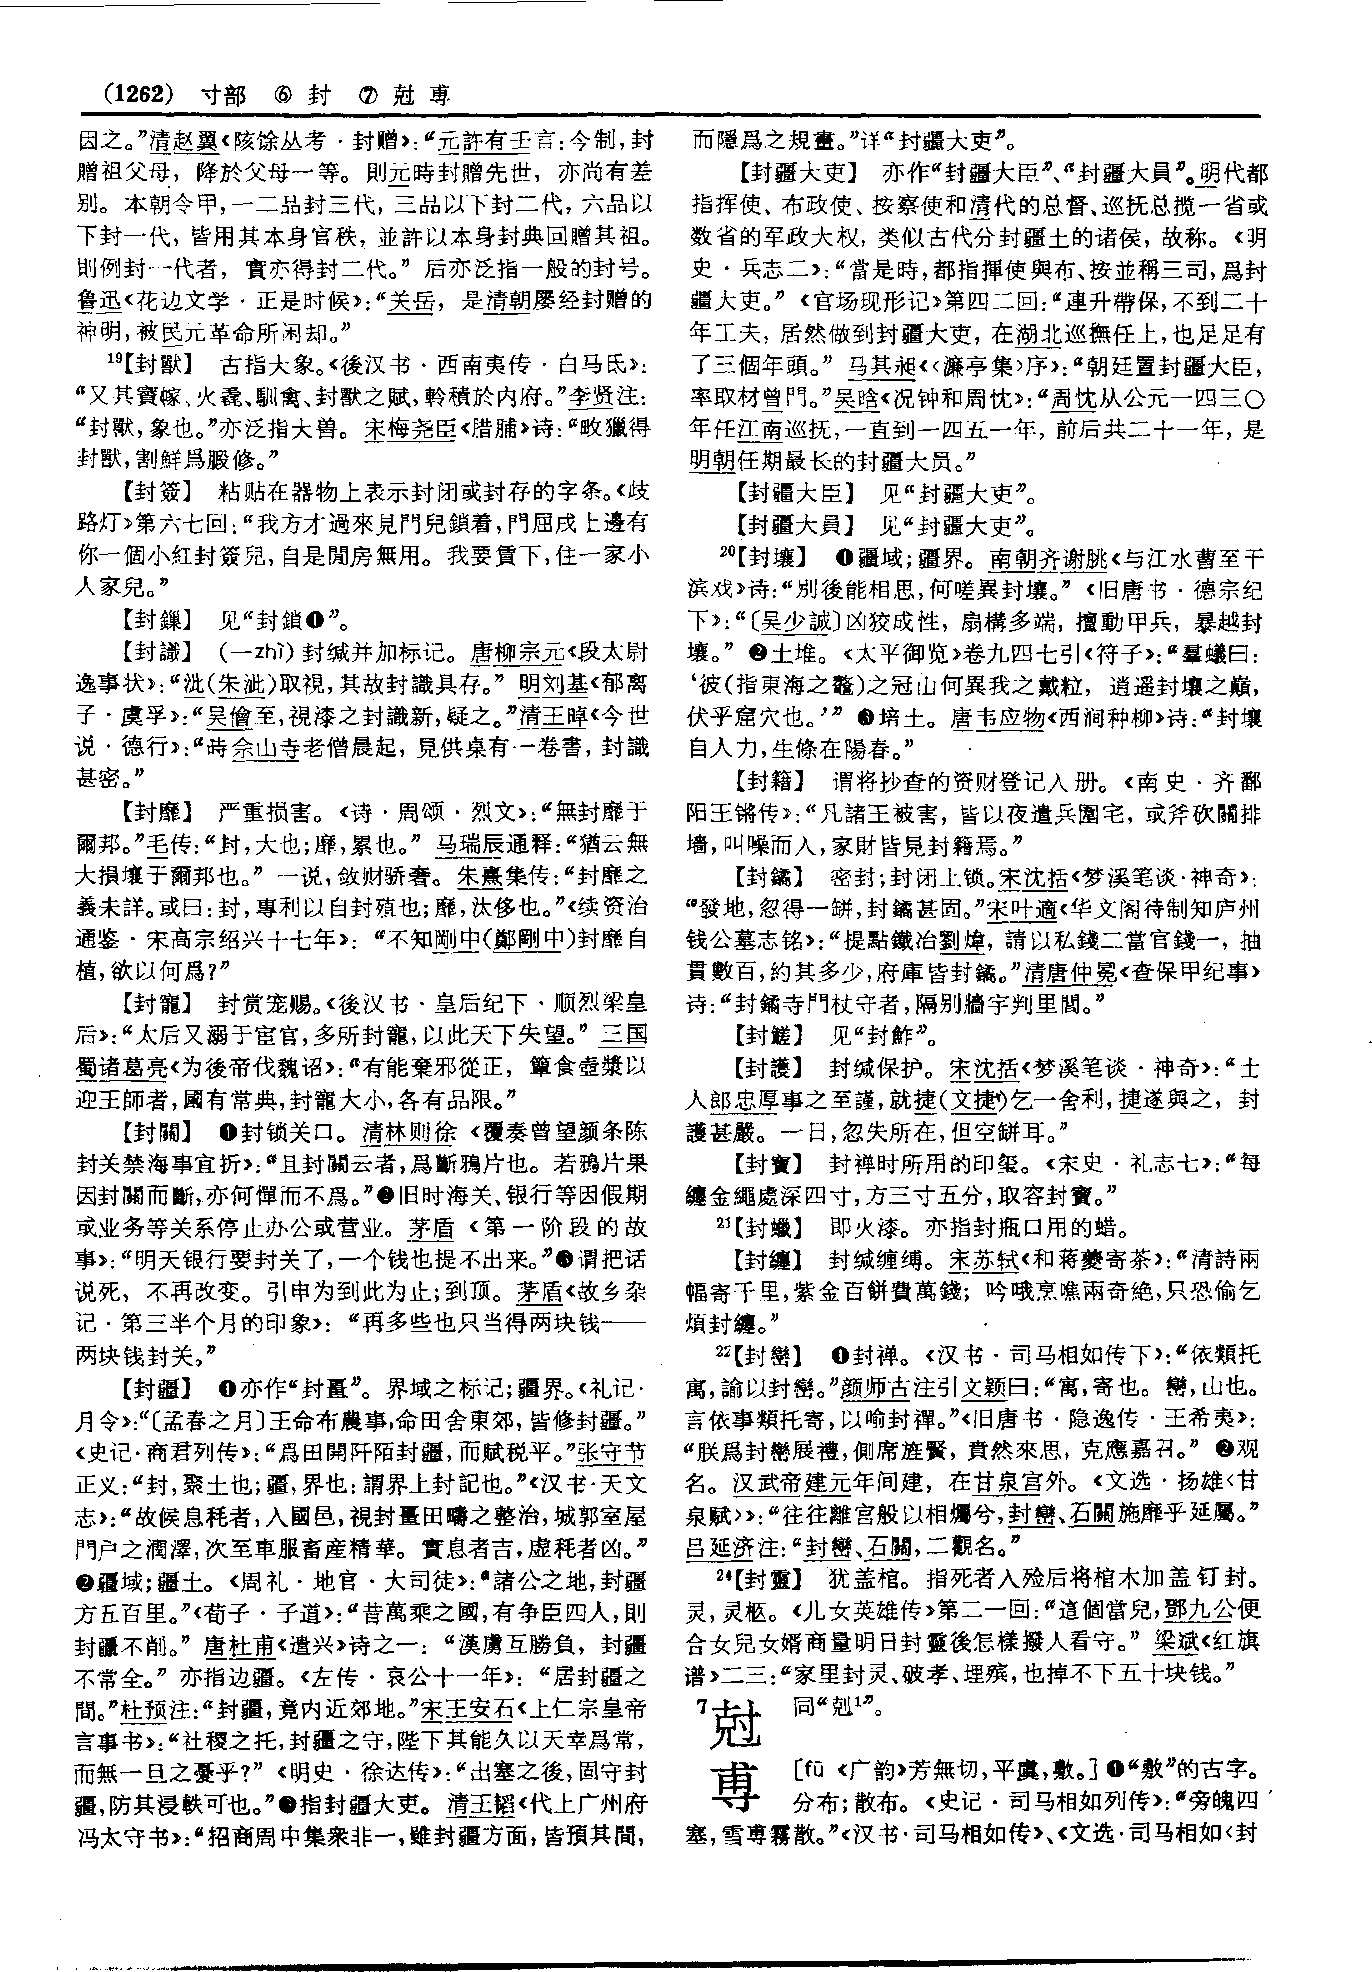 (1262) 寸部 ⑥ 封 ⑦ 尅 尃
因之。”清赵翼《陔馀丛考·封赠》：“元許有壬言：今制，封
贈祖父母，降於父母一等。則元時封贈先世，亦尚有差
别。本朝令甲，一二品封三代，三品以下封二代，六品以
下封一代，皆用其本身官秩，並許以本身封典回贈其祖。
則例封一代者，實亦得封二代。”后亦泛指一般的封号。
鲁迅《花边文学·正是时候》：“关岳，是清朝屡经封赠的
神明，被民元革命所闲却。”
19【封獸】 古指大象。《後汉书·西南夷传·白马氐》：
“又其賨幏、火毳、馴禽、封獸之赋，軨積於内府。”李贤注：
“封獸，象也。”亦泛指大兽。宋梅尧臣《腊脯》诗：“畋獵得
封獸，割鮮爲腶修。”
【封簽】 粘贴在器物上表示封闭或封存的字条。《歧
路灯》第六七回：“我方才過來見門兒鎖着，門屈戌上邊有
你一個小紅封簽兒，自是閒房無用。我要賃下，住一家小
人家兒。”
【封鏁】 见“封鎖❶”。
【封識】 (—zhì) 封缄并加标记。唐柳宗元《段太尉
逸事状》：“泚(朱泚)取視，其故封識具存。”明刘基《郁离
子·虞孚》：“吴儈至，視漆之封識新，疑之。”清王晫《今世
说·德行》：“蒔佘山寺老僧晨起，見供桌有一卷書，封識
甚密。”
【封靡】 严重损害。《诗·周颂·烈文》：“無封靡于
爾邦。”毛传：“封，大也；靡，累也。”马瑞辰通释：“猶云無
大損壞于爾邦也。”一说，敛财骄奢。朱熹集传：“封靡之
義未詳。或曰：封，專利以自封殖也；靡，汰侈也。”《续资治
通鉴·宋高宗绍兴十七年》：“不知剛中(鄭剛中)封靡自
植，欲以何爲？”
【封寵】 封赏宠赐。《後汉书·皇后纪下·顺烈梁皇
后》：“太后又溺于宦官，多所封寵，以此天下失望。”三国
蜀诸葛亮《为後帝伐魏诏》：“有能棄邪從正，簞食壺漿以
迎王師者，國有常典，封寵大小，各有品限。”
【封關】 ❶封锁关口。清林则徐《覆奏曾望颜条陈
封关禁海事宜折》：“且封關云者，爲斷鴉片也。若鴉片果
因封關而斷，亦何憚而不爲。”❷旧时海关、银行等因假期
或业务等关系停止办公或营业。茅盾《第一阶段的故
事》：“明天银行要封关了，一个钱也提不出来。”❸谓把话
说死，不再改变。引申为到此为止；到顶。茅盾《故乡杂
记·第三半个月的印象》：“再多些也只当得两块钱——
两块钱封关，”
【封疆】 ❶亦作“封畺”。界域之标记；疆界。《礼记·
月令》：“〔孟春之月〕王命布農事，命田舍東郊，皆修封疆。”
《史记·商君列传》：“爲田開阡陌封疆，而赋税平。”张守节
正义：“封，聚土也；疆，界也：謂界上封記也。”《汉书·天文
志》：“故候息耗者，入國邑，視封畺田疇之整治，城郭室屋
門户之潤澤，次至車服畜産精華。實息者吉，虚耗者凶。”
❷疆域；疆土。《周礼·地官·大司徒》：“諸公之地，封疆
方五百里。”《荀子·子道》：“昔萬乘之國，有争臣四人，則
封疆不削。”唐杜甫《遣兴》诗之一：“漢虜互勝負，封疆
不常全。”亦指边疆。《左传·哀公十一年》：“居封疆之
間。”杜预注：“封疆，竟内近郊地。”宋王安石《上仁宗皇帝
言事书》：“社稷之托，封疆之守，陛下其能久以天幸爲常，
而無一旦之憂乎？”《明史·徐达传》：“出塞之後，固守封
疆，防其浸軼可也。”❸指封疆大吏。清王韬《代上广州府
冯太守书》：“招商周中集衆非一，雖封疆方面，皆預其間，
而隱爲之規畫。”详“封疆大吏”。
【封疆大吏】 亦作“封疆大臣”、“封疆大員”。明代都
指挥使、布政使、按察使和清代的总督、巡抚总揽一省或
数省的军政大权，类似古代分封疆土的诸侯，故称。《明
史·兵志二》：“當是時，都指揮使與布、按並稱三司，爲封
疆大吏。”《官场现形记》第四二回：“連升帶保，不到二十
年工夫，居然做到封疆大吏，在湖北巡撫任上，也足足有
了三個年頭。”马其昶《〈濂亭集〉序》：“朝廷置封疆大臣，
率取材曾門。”吴晗《况钟和周忱》：“周忱从公元一四三〇
年任江南巡抚，一直到一四五一年，前后共二十一年，是
明朝任期最长的封疆大员。”
【封疆大臣】 见“封疆大吏”。
【封疆大員】 见“封疆大吏”。
20【封壤】 ❶疆域；疆界。南朝齐谢朓《与江水曹至干
滨戏》诗：“别後能相思，何嗟異封壤。”《旧唐书·德宗纪
下》：“〔吴少誠〕凶狡成性，扇構多端，擅動甲兵，暴越封
壤。”❷土堆。《太平御览》卷九四七引《符子》：“羣蟻曰：
‘彼(指東海之鼇)之冠山何異我之戴粒，逍遥封壤之巔，
伏乎窟穴也。’”❸培土。唐韦应物《西涧种柳》诗：“封壤
自人力，生條在陽春。”
【封籍】 谓将抄查的资财登记入册。《南史·齐鄱
阳王锵传》：“凡諸王被害，皆以夜遣兵圍宅，或斧砍關排
墙，叫噪而入，家財皆見封籍焉。”
【封鐍】 密封；封闭上锁。宋沈括《梦溪笔谈·神奇》：
“發地，忽得一缾，封鐍甚固。”宋叶適《华文阁待制知庐州
钱公墓志铭》：“提點鐵冶劉煒，請以私錢二當官錢一，抽
貫數百，約其多少，府庫皆封鐍。”清唐仲冕《查保甲纪事》
诗：“封鐍寺門杖守者，隔别牆字判里閭。”
【封鮺】 见“封鮓”。
【封護】 封缄保护。宋沈括《梦溪笔谈·神奇》：“士
人郎忠厚事之至謹，就捷(文捷)乞一舍利，捷遂與之，封
護甚嚴。一日，忽失所在，但空缾耳。”
【封寶】 封禅时所用的印玺。《宋史·礼志七》：“每
纏金繩處深四寸，方三寸五分，取容封寶。”
21【封蠟】 即火漆。亦指封瓶口用的蜡。
【封纏】 封缄缠缚。宋苏轼《和蒋夔寄茶》：“清詩兩
幅寄千里，紫金百餅費萬錢；吟哦烹噍兩奇絶，只恐偷乞
煩封纏。”
22【封巒】 ❶封禅。《汉书·司马相如传下》：“依類托
寓，諭以封巒。”颜师古注引文颖曰：“寓，寄也。巒，山也。
言依事類托寄，以喻封禪。”《旧唐书·隐逸传·王希夷》：
“朕爲封巒展禮，側席旌賢，賁然來思，克應嘉召。”❷观
名。汉武帝建元年间建，在甘泉宫外。《文选·扬雄〈甘
泉賦〉》：“往往離宫般以相爥兮，封巒、石關施靡乎延屬。”
吕延济注：“封巒、石關，二觀名。”
24【封靈】 犹盖棺。指死者入殓后将棺木加盖钉封。
灵，灵柩。《儿女英雄传》第二一回：“這個當兒，鄧九公便
合女兒女婿商量明日封靈後怎樣撥人看守。”梁斌《红旗
谱》二三：“家里封灵、破孝、埋殡，也掉不下五十块钱。”
7尅 同“剋1”。
尃 [fū 《广韵》芳無切，平虞，敷。]❶“敷”的古字。
分布；散布。《史记·司马相如列传》：“旁魄四
塞，雪尃霧散。”《汉书·司马相如传》、《文选·司马相如〈封